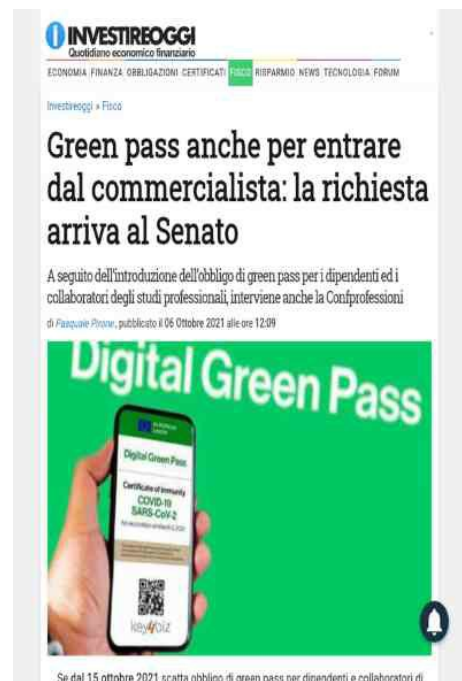 INVESTIREOGGI
Quotidiano economico finanziario
ECONOMIA FINANZA OBBLIGAZIONI CERTIFICATI FISCO RISPARMIO NEWS TECNOLOGIA FORUM
Investireoggi » Fisco
Green pass anche per entrare
dal commercialista: la richiesta
arriva al Senato
A seguito dell'introduzione dell'obbligo di green pass per i dipendenti ed i
collaboratori degli studi professionali, interviene anche la Confprofessioni
di Pasquale Pirone, pubblicato il 06 Ottobre 2021 alle ore 12:09
Digital Green Pass
Digital Green Pass
Certificate of Immunity
COVID-19
SARS-CoV-2
key4biz
Se dal 15 ottobre 2021 scatta obbligo di green pass per dipendenti e collaboratori di